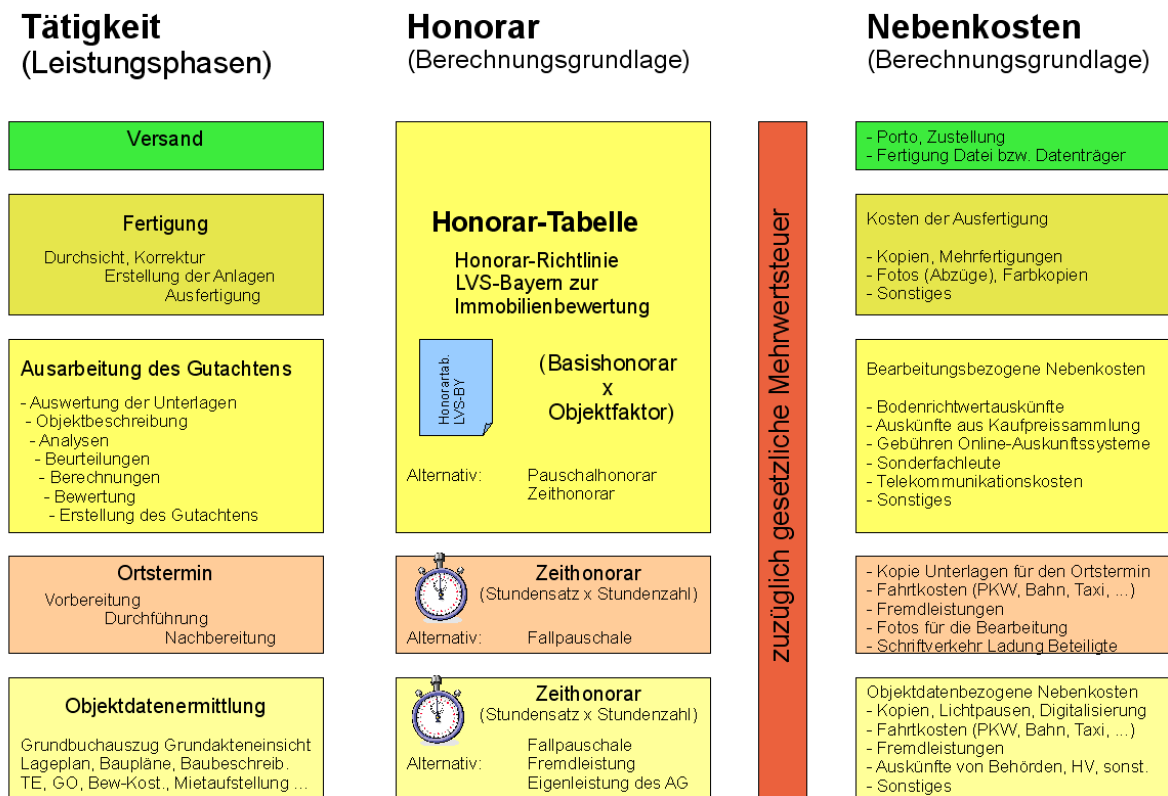 Tätigkeit
(Leistungsphasen)
Honorar
(Berechnungsgrundlage)
Nebenkosten
(Berechnungsgrundlage)
Versand
Fertigung
Durchsicht, Korrektur
Erstellung der Anlagen
Ausfertigung
Ausarbeitung des Gutachtens
- Auswertung der Unterlagen
- Objektbeschreibung
- Analysen
- Beurteilungen
- Berechnungen
- Bewertung
- Erstellung des Gutachtens
Ortstermin
Vorbereitung
Durchführung
Nachbereitung
Objektdatenermittlung
Grundbuchauszug Grundakteneinsicht
Lageplan, Baupläne, Baubeschreib.
TE, GO, Bew-Kost., Mietaufstellung ...
Honorar-Tabelle
Honorar-Richtlinie
LVS-Bayern zur
Immobilienbewertung
Honorartab.
LVS-BY
(Basishonorar
x
Objektfaktor)
Alternativ: Pauschalhonorar
Zeithonorar
Zeithonorar
(Stundensatz x Stundenzahl)
Alternativ: Fallpauschale
Zeithonorar
(Stundensatz x Stundenzahl)
Fallpauschale
Alternativ: Fremdleistung
Eigenleistung des AG
zuzüglich gesetzliche Mehrwertsteuer
- Porto, Zustellung
- Fertigung Datei bzw. Datenträger
Kosten der Ausfertigung
- Kopien, Mehrfertigungen
- Fotos (Abzüge), Farbkopien
- Sonstiges
Bearbeitungsbezogene Nebenkosten
- Bodenrichtwertauskünfte
- Auskünfte aus Kaufpreissammlung
- Gebühren Online-Auskunftssysteme
- Sonderfachleute
- Telekommunikationskosten
- Sonstiges
- Kopie Unterlagen für den Ortstermin
- Fahrtkosten (PKW, Bahn, Taxi, ...)
- Fremdleistungen
- Fotos für die Bearbeitung
- Schriftverkehr Ladung Beteiligte
Objektdatenbezogene Nebenkosten
- Kopien, Lichtpausen, Digitalisierung
- Fahrtkosten (PKW, Bahn, Taxi, ...)
- Fremdleistungen
- Auskünfte von Behörden, HV, sonst.
- Sonstiges